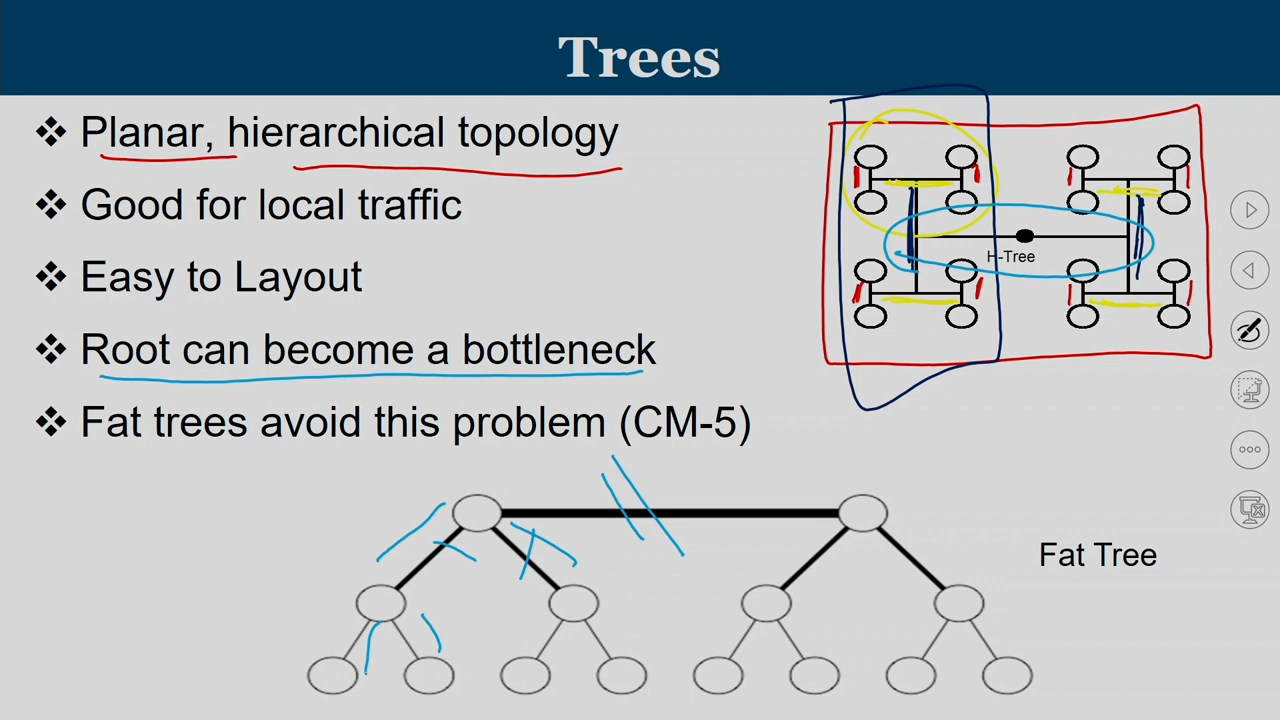 Trees
❖ Planar, hierarchical topology
❖ Good for local traffic
❖ Easy to Layout
❖ Root can become a bottleneck
❖ Fat trees avoid this problem (CM-5)
H-Tree
Fat Tree